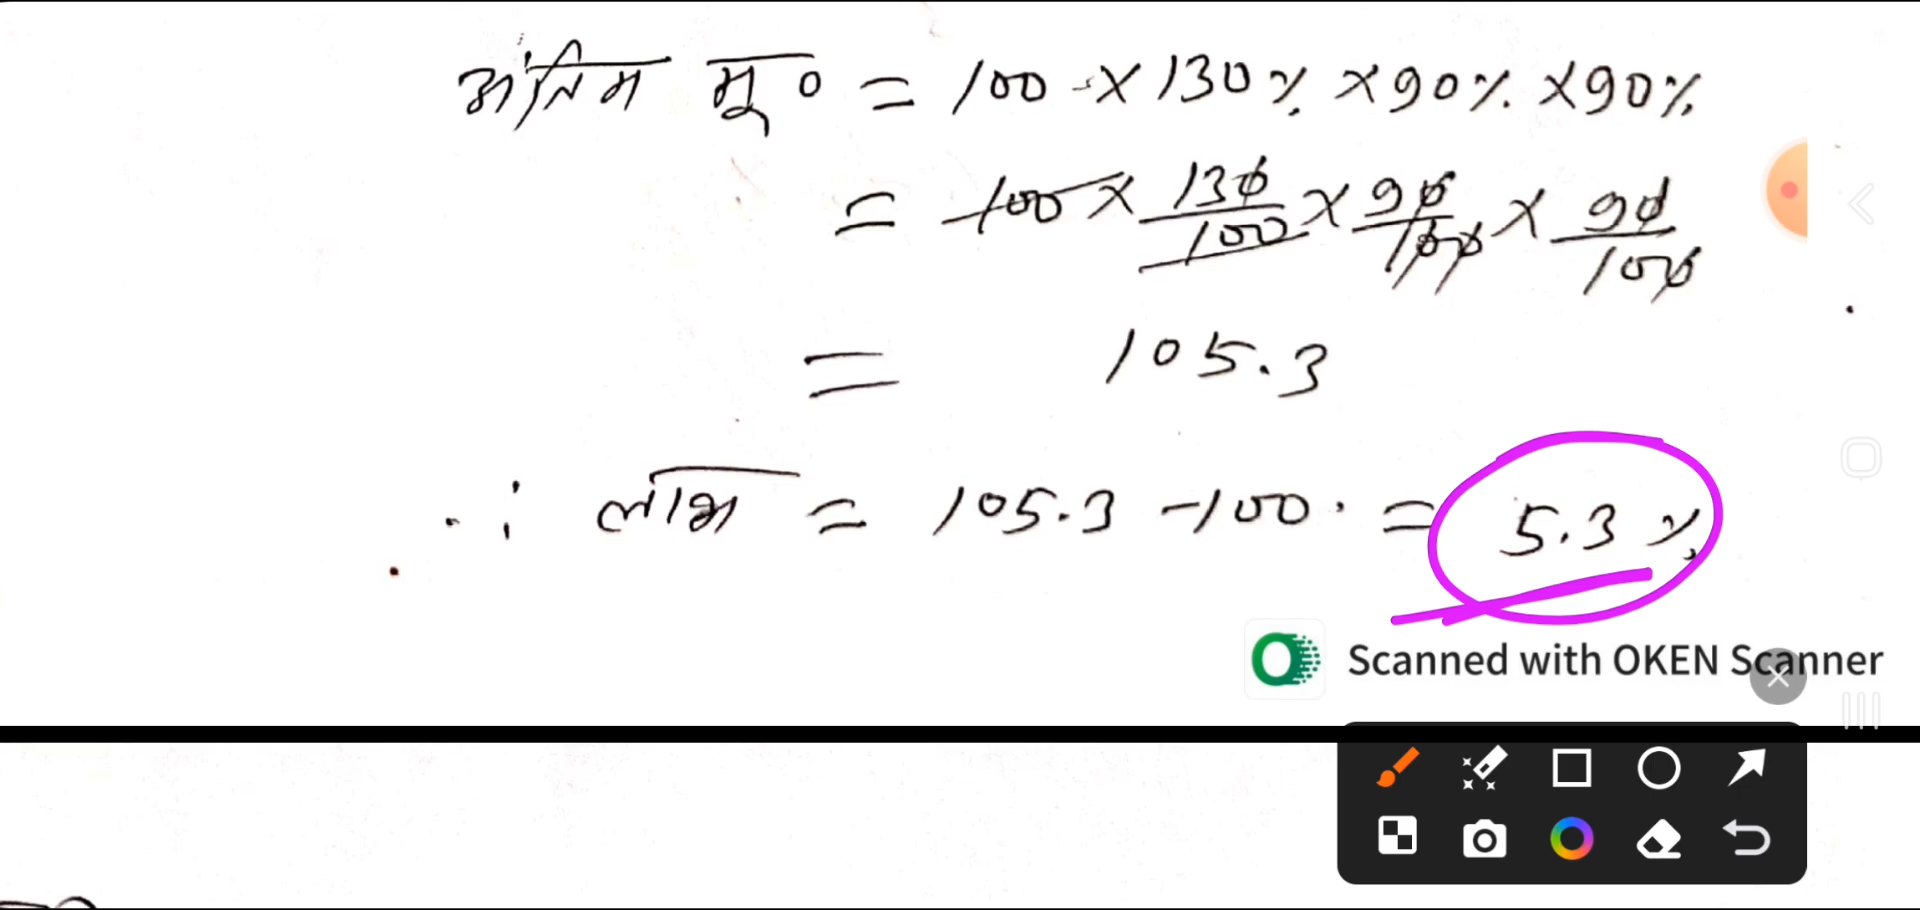 अंतिम मू० = 100 × 130% × 90% × 90%
= 100 × 130/100 × 90/100 × 90/100
= 105.3
∴ लाभ = 105.3 - 100 = 5.3%
Scanned with OKEN Scanner